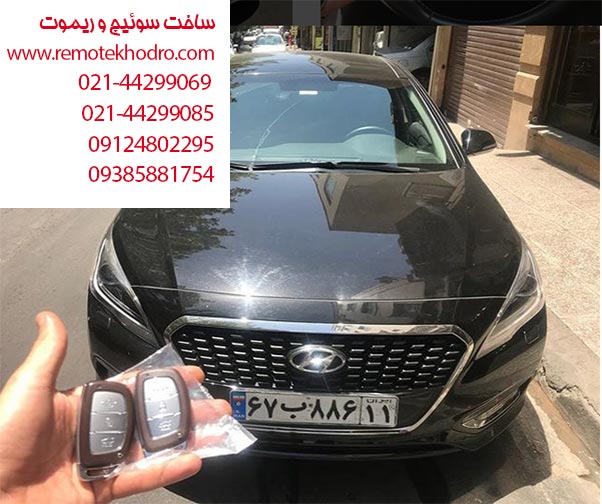 ساخت سوئیچ و ریموت
www.remotekhodro.com
021-44299069
021-44299085
09124802295
09385881754
۶۷ب۸۸۶ ۱۱
ایران